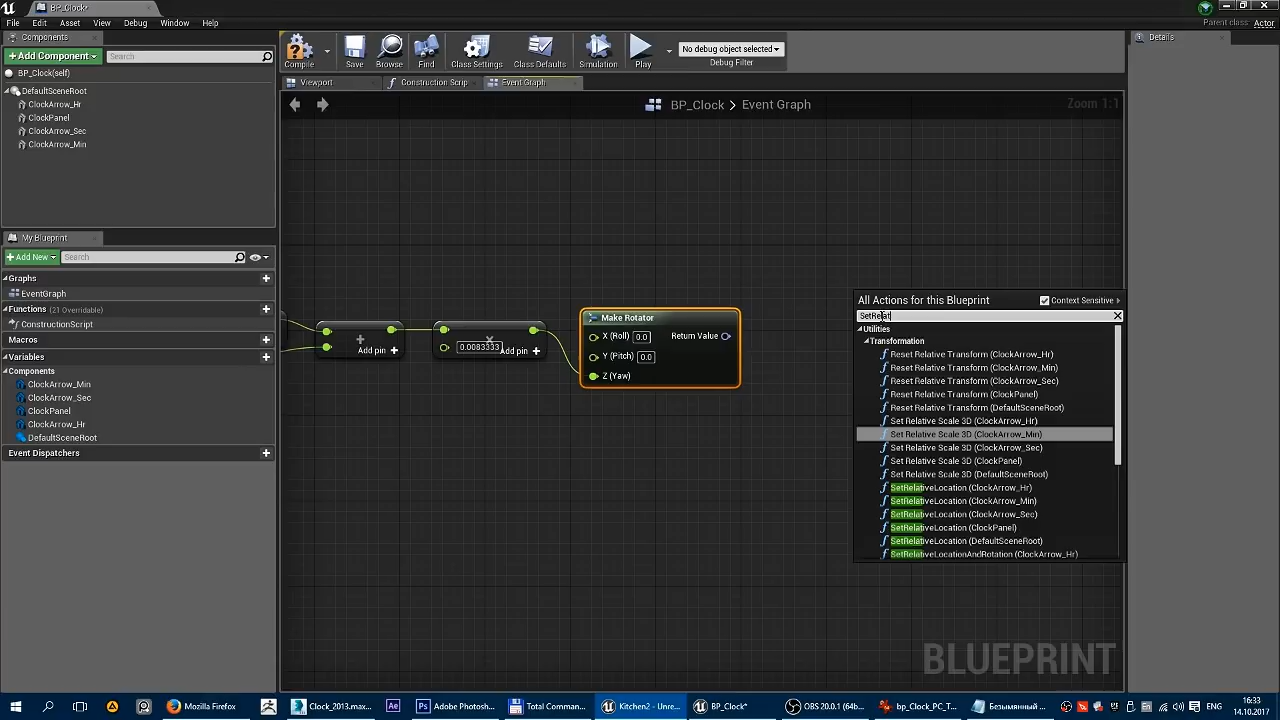 BP_Clock*
Parent class: Actor
File Edit Asset View Debug Window Help
Components
Details
+ Add Component
Search
Compile
Save
Browse
Find
Class Settings
Class Defaults
Simulation
Play
No debug object selected
Debug Filter
BP_Clock(self)
Viewport
Construction Scrip
Event Graph
DefaultSceneRoot
ClockArrow_Hr
ClockPanel
ClockArrow_Sec
ClockArrow_Min
BP_Clock > Event Graph
Zoom 1:1
My Blueprint
+ Add New
Search
Graphs
EventGraph
Functions (21 Overridable)
ConstructionScript
Macros
Variables
Components
ClockArrow_Min
ClockArrow_Sec
ClockPanel
ClockArrow_Hr
DefaultSceneRoot
Event Dispatchers
Add pin +
0.0083333
Add pin +
Make Rotator
X (Roll) 0.0
Return Value
Y (Pitch) 0.0
Z (Yaw)
All Actions for this Blueprint
Context Sensitive
SetRelat
Utilities
Transformation
Reset Relative Transform (ClockArrow_Hr)
Reset Relative Transform (ClockArrow_Min)
Reset Relative Transform (ClockArrow_Sec)
Reset Relative Transform (ClockPanel)
Reset Relative Transform (DefaultSceneRoot)
Set Relative Scale 3D (ClockArrow_Hr)
Set Relative Scale 3D (ClockArrow_Min)
Set Relative Scale 3D (ClockArrow_Sec)
Set Relative Scale 3D (ClockPanel)
Set Relative Scale 3D (DefaultSceneRoot)
SetRelativeLocation (ClockArrow_Hr)
SetRelativeLocation (ClockArrow_Min)
SetRelativeLocation (ClockArrow_Sec)
SetRelativeLocation (ClockPanel)
SetRelativeLocation (DefaultSceneRoot)
SetRelativeLocationAndRotation (ClockArrow_Hr)
BLUEPRINT
Mozilla Firefox
Clock_2013.max...
Adobe Photosh...
Total Comman...
Kitchen2 - Unre...
BP_Clock*
OBS 20.0.1 (64b...
bp_Clock_PC_T...
Безымянный ...
РУС
16:33
14.10.2017